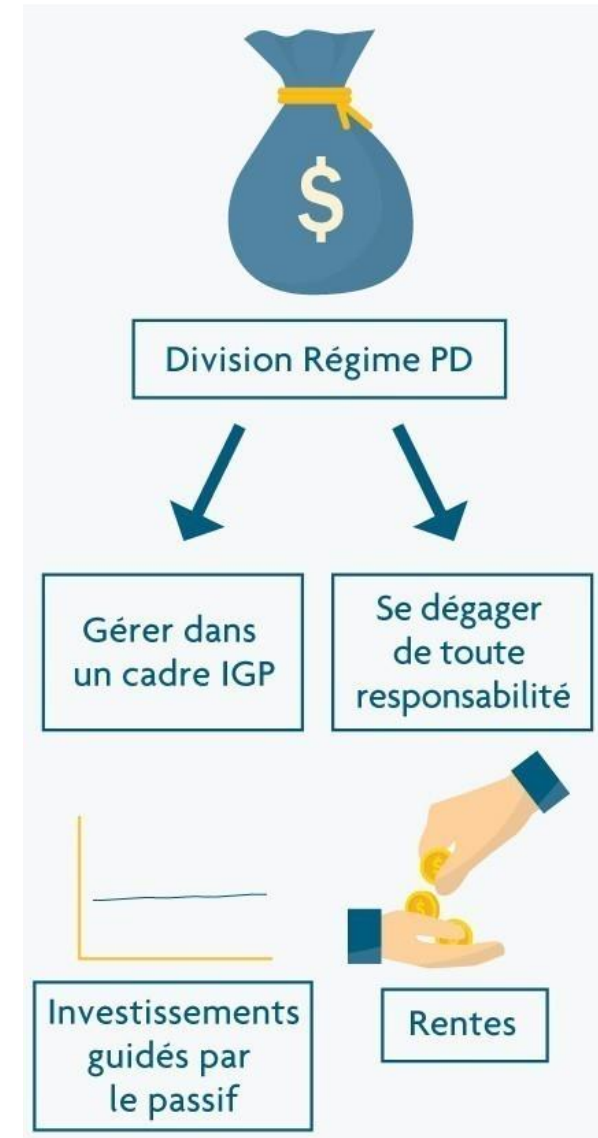 $
Division Régime PD
Gérer dans
un cadre IGP
Se dégager
de toute
responsabilité
$
$
Investissements
guidés par
le passif
Rentes